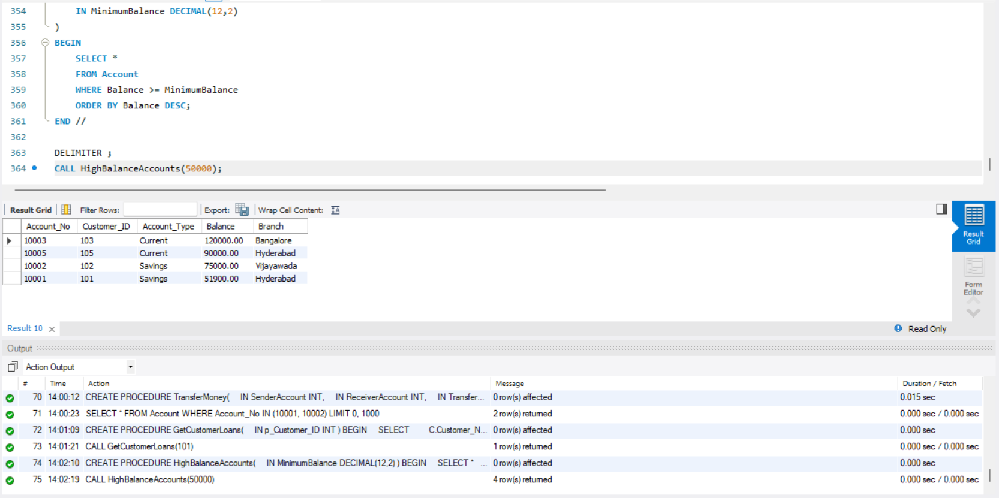 354 IN MinimumBalance DECIMAL(12,2)
355 )
356 BEGIN
357 SELECT *
358 FROM Account
359 WHERE Balance >= MinimumBalance
360 ORDER BY Balance DESC;
361 END //
362
363 DELIMITER ;
364 CALL HighBalanceAccounts(50000);
Result Grid Filter Rows: Export: Wrap Cell Content:
Account_No Customer_ID Account_Type Balance Branch
10003 103 Current 120000.00 Bangalore
10005 105 Current 90000.00 Hyderabad
10002 102 Savings 75000.00 Vijayawada
10001 101 Savings 51900.00 Hyderabad
Result
Grid
Form
Editor
Result 10 Read Only
Output
Action Output
# Time Action Message Duration / Fetch
70 14:00:12 CREATE PROCEDURE TransferMoney( IN SenderAccount INT, IN ReceiverAccount INT, IN Transfer... 0 row(s) affected 0.015 sec
71 14:00:23 SELECT * FROM Account WHERE Account_No IN (10001, 10002) LIMIT 0, 1000 2 row(s) returned 0.000 sec / 0.000 sec
72 14:01:09 CREATE PROCEDURE GetCustomerLoans( IN p_Customer_ID INT ) BEGIN SELECT C.Customer_N... 0 row(s) affected 0.000 sec
73 14:01:21 CALL GetCustomerLoans(101) 1 row(s) returned 0.000 sec / 0.000 sec
74 14:02:10 CREATE PROCEDURE HighBalanceAccounts( IN MinimumBalance DECIMAL(12,2) ) BEGIN SELECT * ... 0 row(s) affected 0.000 sec
75 14:02:19 CALL HighBalanceAccounts(50000) 4 row(s) returned 0.000 sec / 0.000 sec